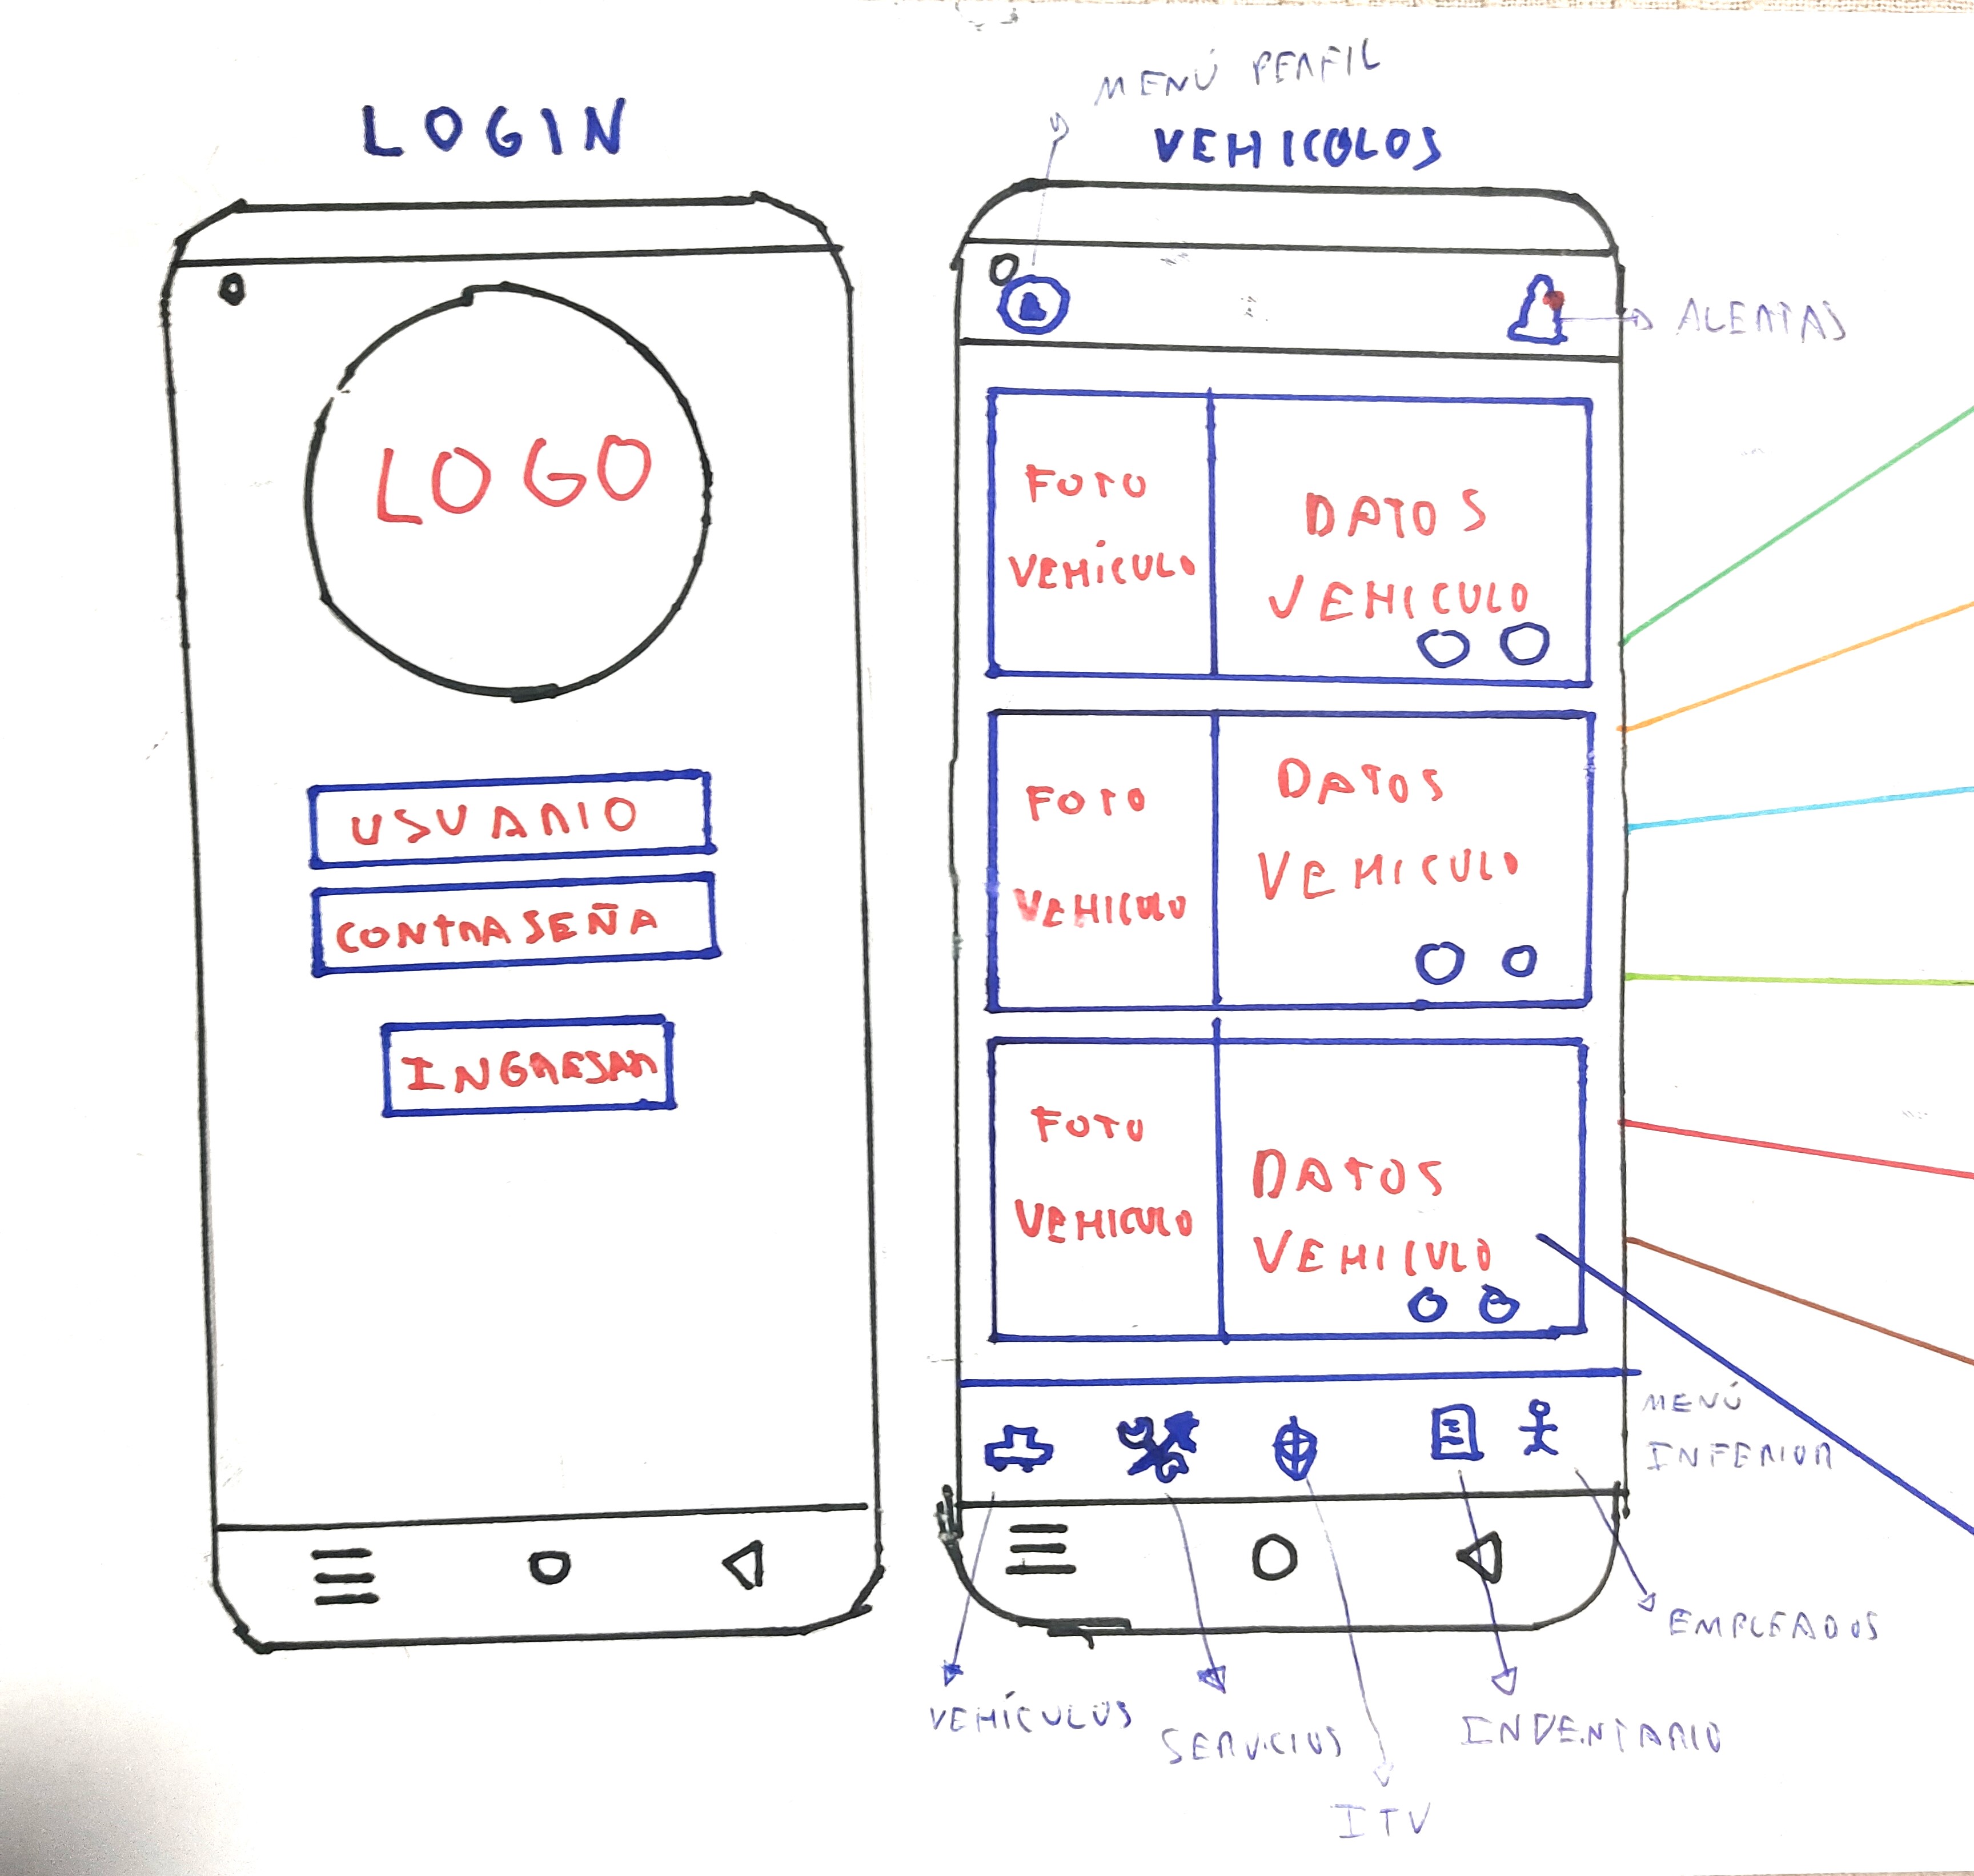 LOGIN
LOGO
USUARIO
CONTRASEÑA
INGRESAR
MENÚ PERFIL
VEHICULOS
ALERTAS
FOTO
VEHÍCULO
DATOS
VEHICULO
FOTO
VEHICULO
DATOS
VEHICULO
FOTO
VEHICULO
DATOS
VEHICULO
MENÚ
INFERIOR
EMPLEADOS
VEHÍCULOS
SERVICIOS
INVENTARIO
ITV